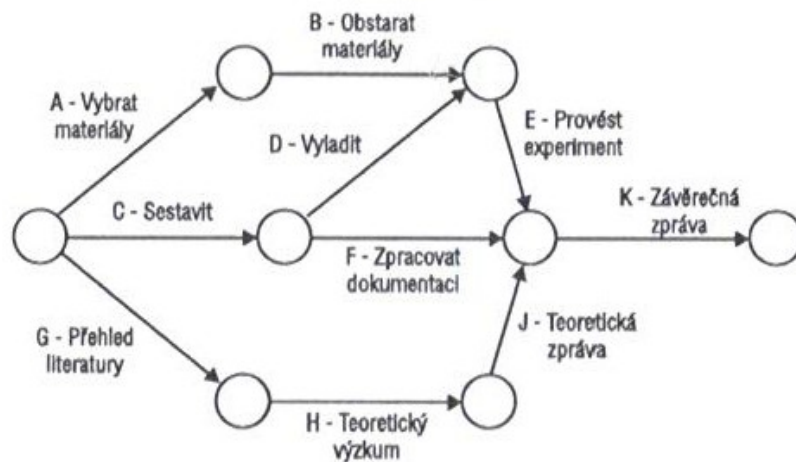 B - Obstarat
materiály
A - Vybrat
materiály
D - Vyladit
E - Provést
experiment
C - Sestavit
K - Závěrečná
zpráva
F - Zpracovat
dokumentaci
G - Přehled
literatury
J - Teoretická
zpráva
H - Teoretický
výzkum